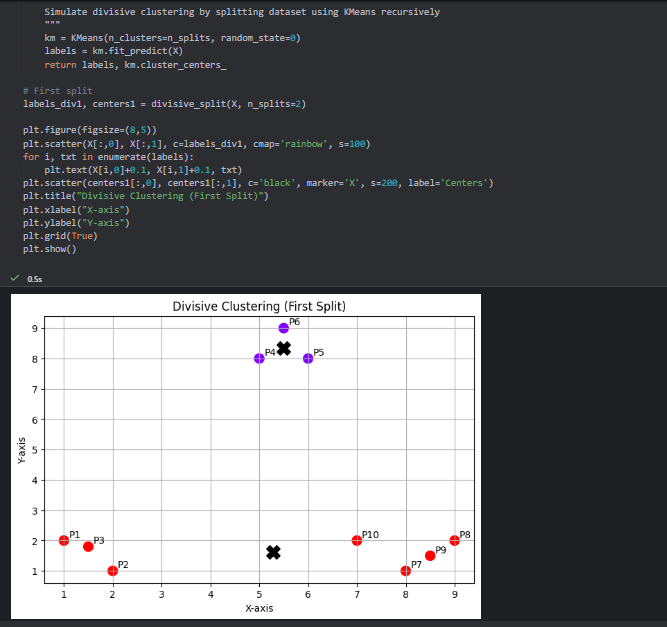 Simulate divisive clustering by splitting dataset using KMeans recursively
"""
km = KMeans(n_clusters=n_splits, random_state=0)
labels = km.fit_predict(X)
return labels, km.cluster_centers_
# First split
labels_div1, centers1 = divisive_split(X, n_splits=2)
plt.figure(figsize=(8,5))
plt.scatter(X[:,0], X[:,1], c=labels_div1, cmap='rainbow', s=100)
for i, txt in enumerate(labels):
plt.text(X[i,0]+0.1, X[i,1]+0.1, txt)
plt.scatter(centers1[:,0], centers1[:,1], c='black', marker='X', s=200, label='Centers')
plt.title("Divisive Clustering (First Split)")
plt.xlabel("X-axis")
plt.ylabel("Y-axis")
plt.grid(True)
plt.show()
0.5s
Divisive Clustering (First Split)
9
P6
8
P4
P5
7
6
5
4
3
2
P1
P3
P10
P8
P9
1
P2
P7
Y-axis
1 2 3 4 5 6 7 8 9
X-axis